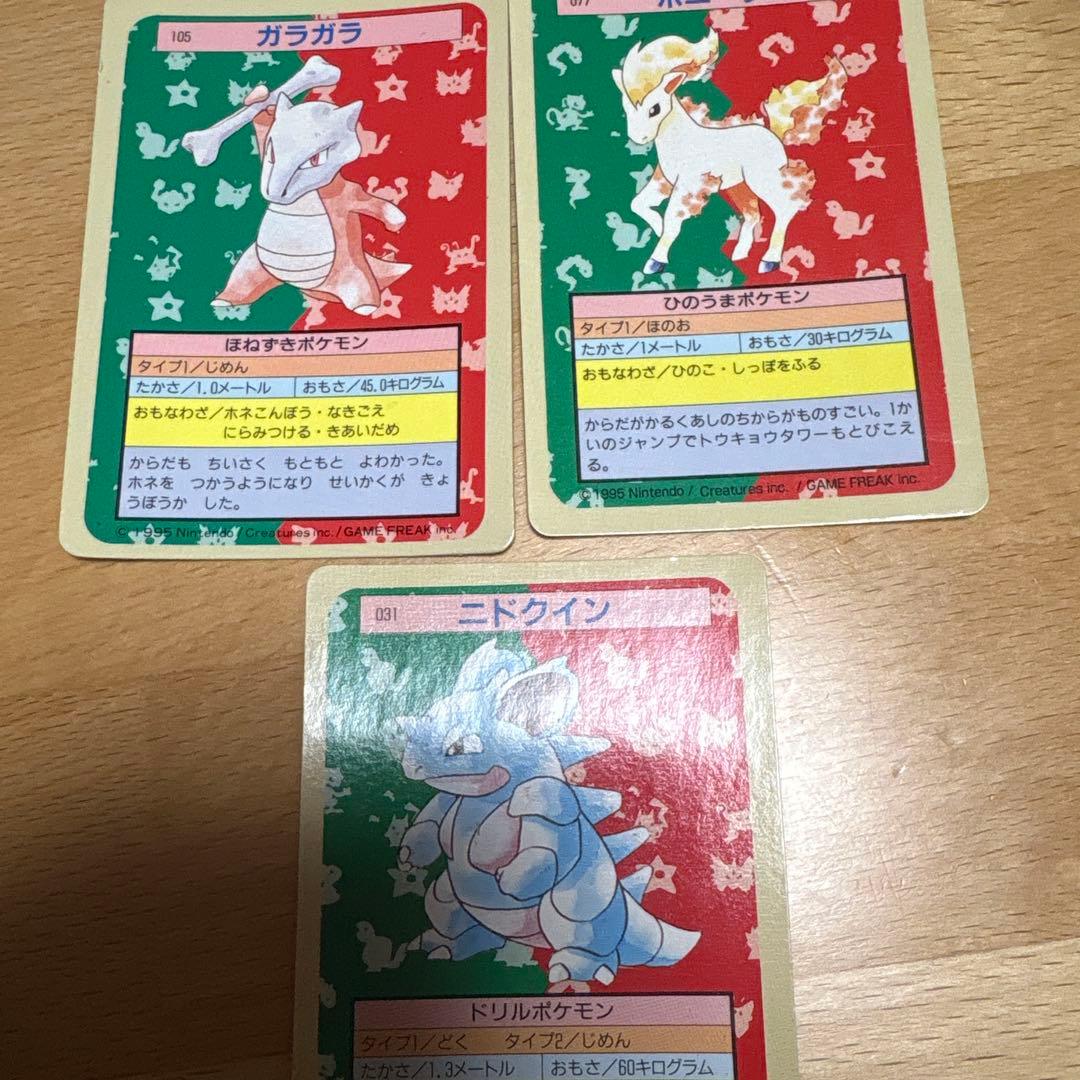 105 ガラガラ
ほねずきポケモン
タイプ1/じめん
たかさ/1.0メートル おもさ/45.0キログラム
おもなわざ/ホネこんぼう・なきごえ
にらみつける・きあいだめ
からだも ちいさく もともと よわかった。
ホネを つかうようになり せいかくが きょ
うぼうか した。
© 1995 Nintendo / Creatures inc. / GAME FREAK inc.
077
ひのうまポケモン
タイプ1/ほのお
たかさ/1メートル おもさ/30キログラム
おもなわざ/ひのこ・しっぽをふる
からだがかるくあしのちからがものすごい。1か
いのジャンプでトウキョウタワーもとびこえ
る。
© 1995 Nintendo / Creatures inc. / GAME FREAK inc.
031 ニドクイン
ドリルポケモン
タイプ1/どく タイプ2/じめん
たかさ/1.3メートル おもさ/60キログラム